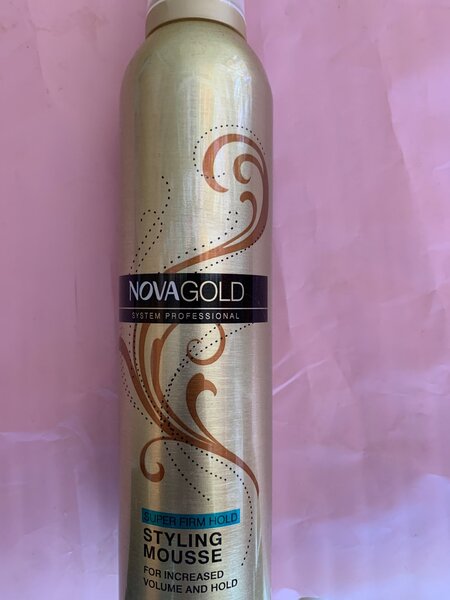 NOVAGOLD
SYSTEM PROFESSIONAL
SUPER FIRM HOLD
STYLING
MOUSSE
FOR INCREASED
VOLUME AND HOLD